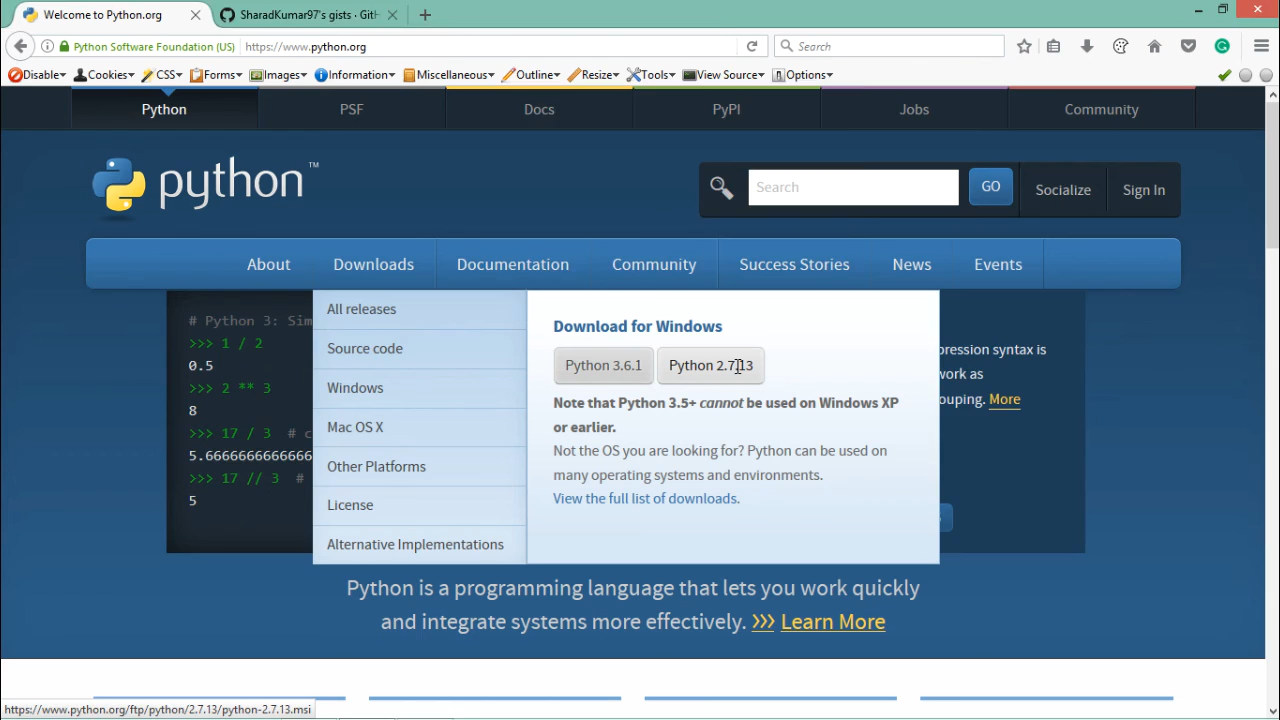 Welcome to Python.org
SharadKumar97's gists · GitH
Python Software Foundation (US)
https://www.python.org
Search
Disable
Cookies
CSS
Forms
Images
Information
Miscellaneous
Outline
Resize
Tools
View Source
Options
Python
PSF
Docs
PyPI
Jobs
Community
python™
Search
GO
Socialize
Sign In
About
Downloads
Documentation
Community
Success Stories
News
Events
# Python 3: Sim
>>> 1 / 2
0.5
>>> 2 ** 3
8
>>> 17 / 3 # c
5.6666666666666
>>> 17 // 3 #
5
All releases
Source code
Windows
Mac OS X
Other Platforms
License
Alternative Implementations
Download for Windows
Python 3.6.1
Python 2.7.13
Note that Python 3.5+ cannot be used on Windows XP
or earlier.
Not the OS you are looking for? Python can be used on
many operating systems and environments.
View the full list of downloads.
pression syntax is
work as
ouping. More
Python is a programming language that lets you work quickly
and integrate systems more effectively. >>> Learn More
https://www.python.org/ftp/python/2.7.13/python-2.7.13.msi